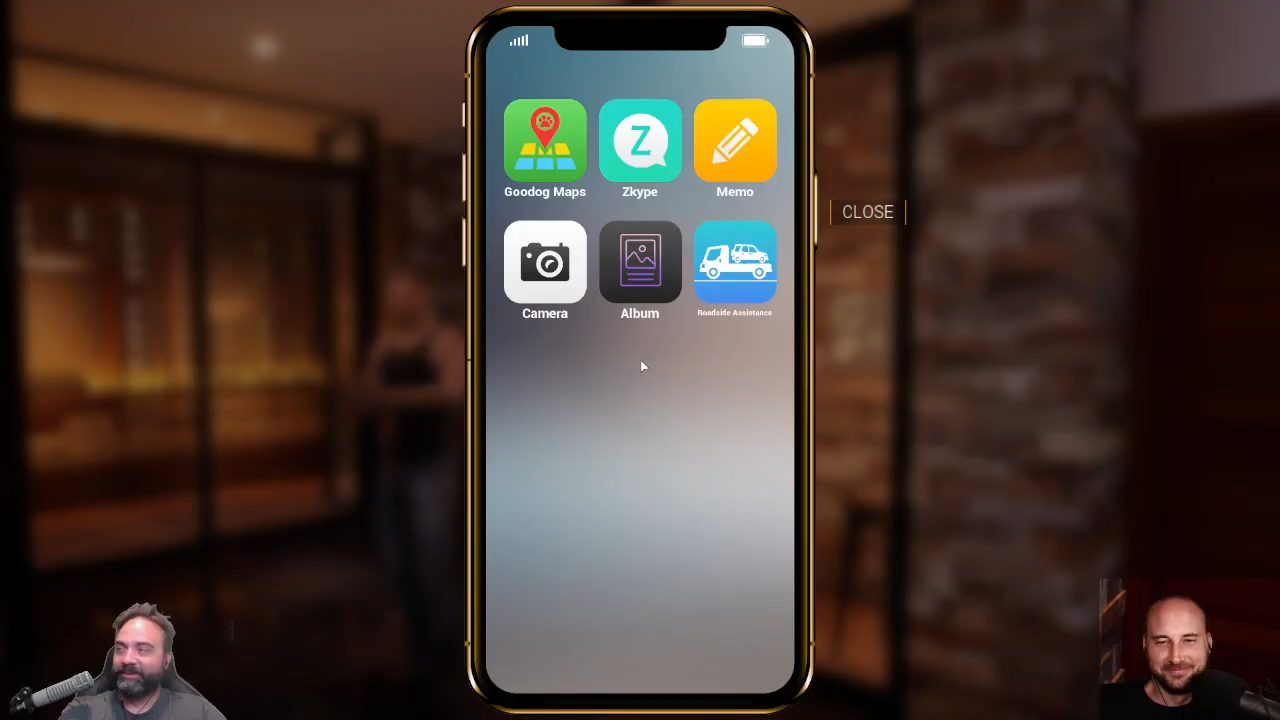 Goodog Maps
Z
Zkype
Memo
CLOSE
Camera
Album
Roadside Assistance